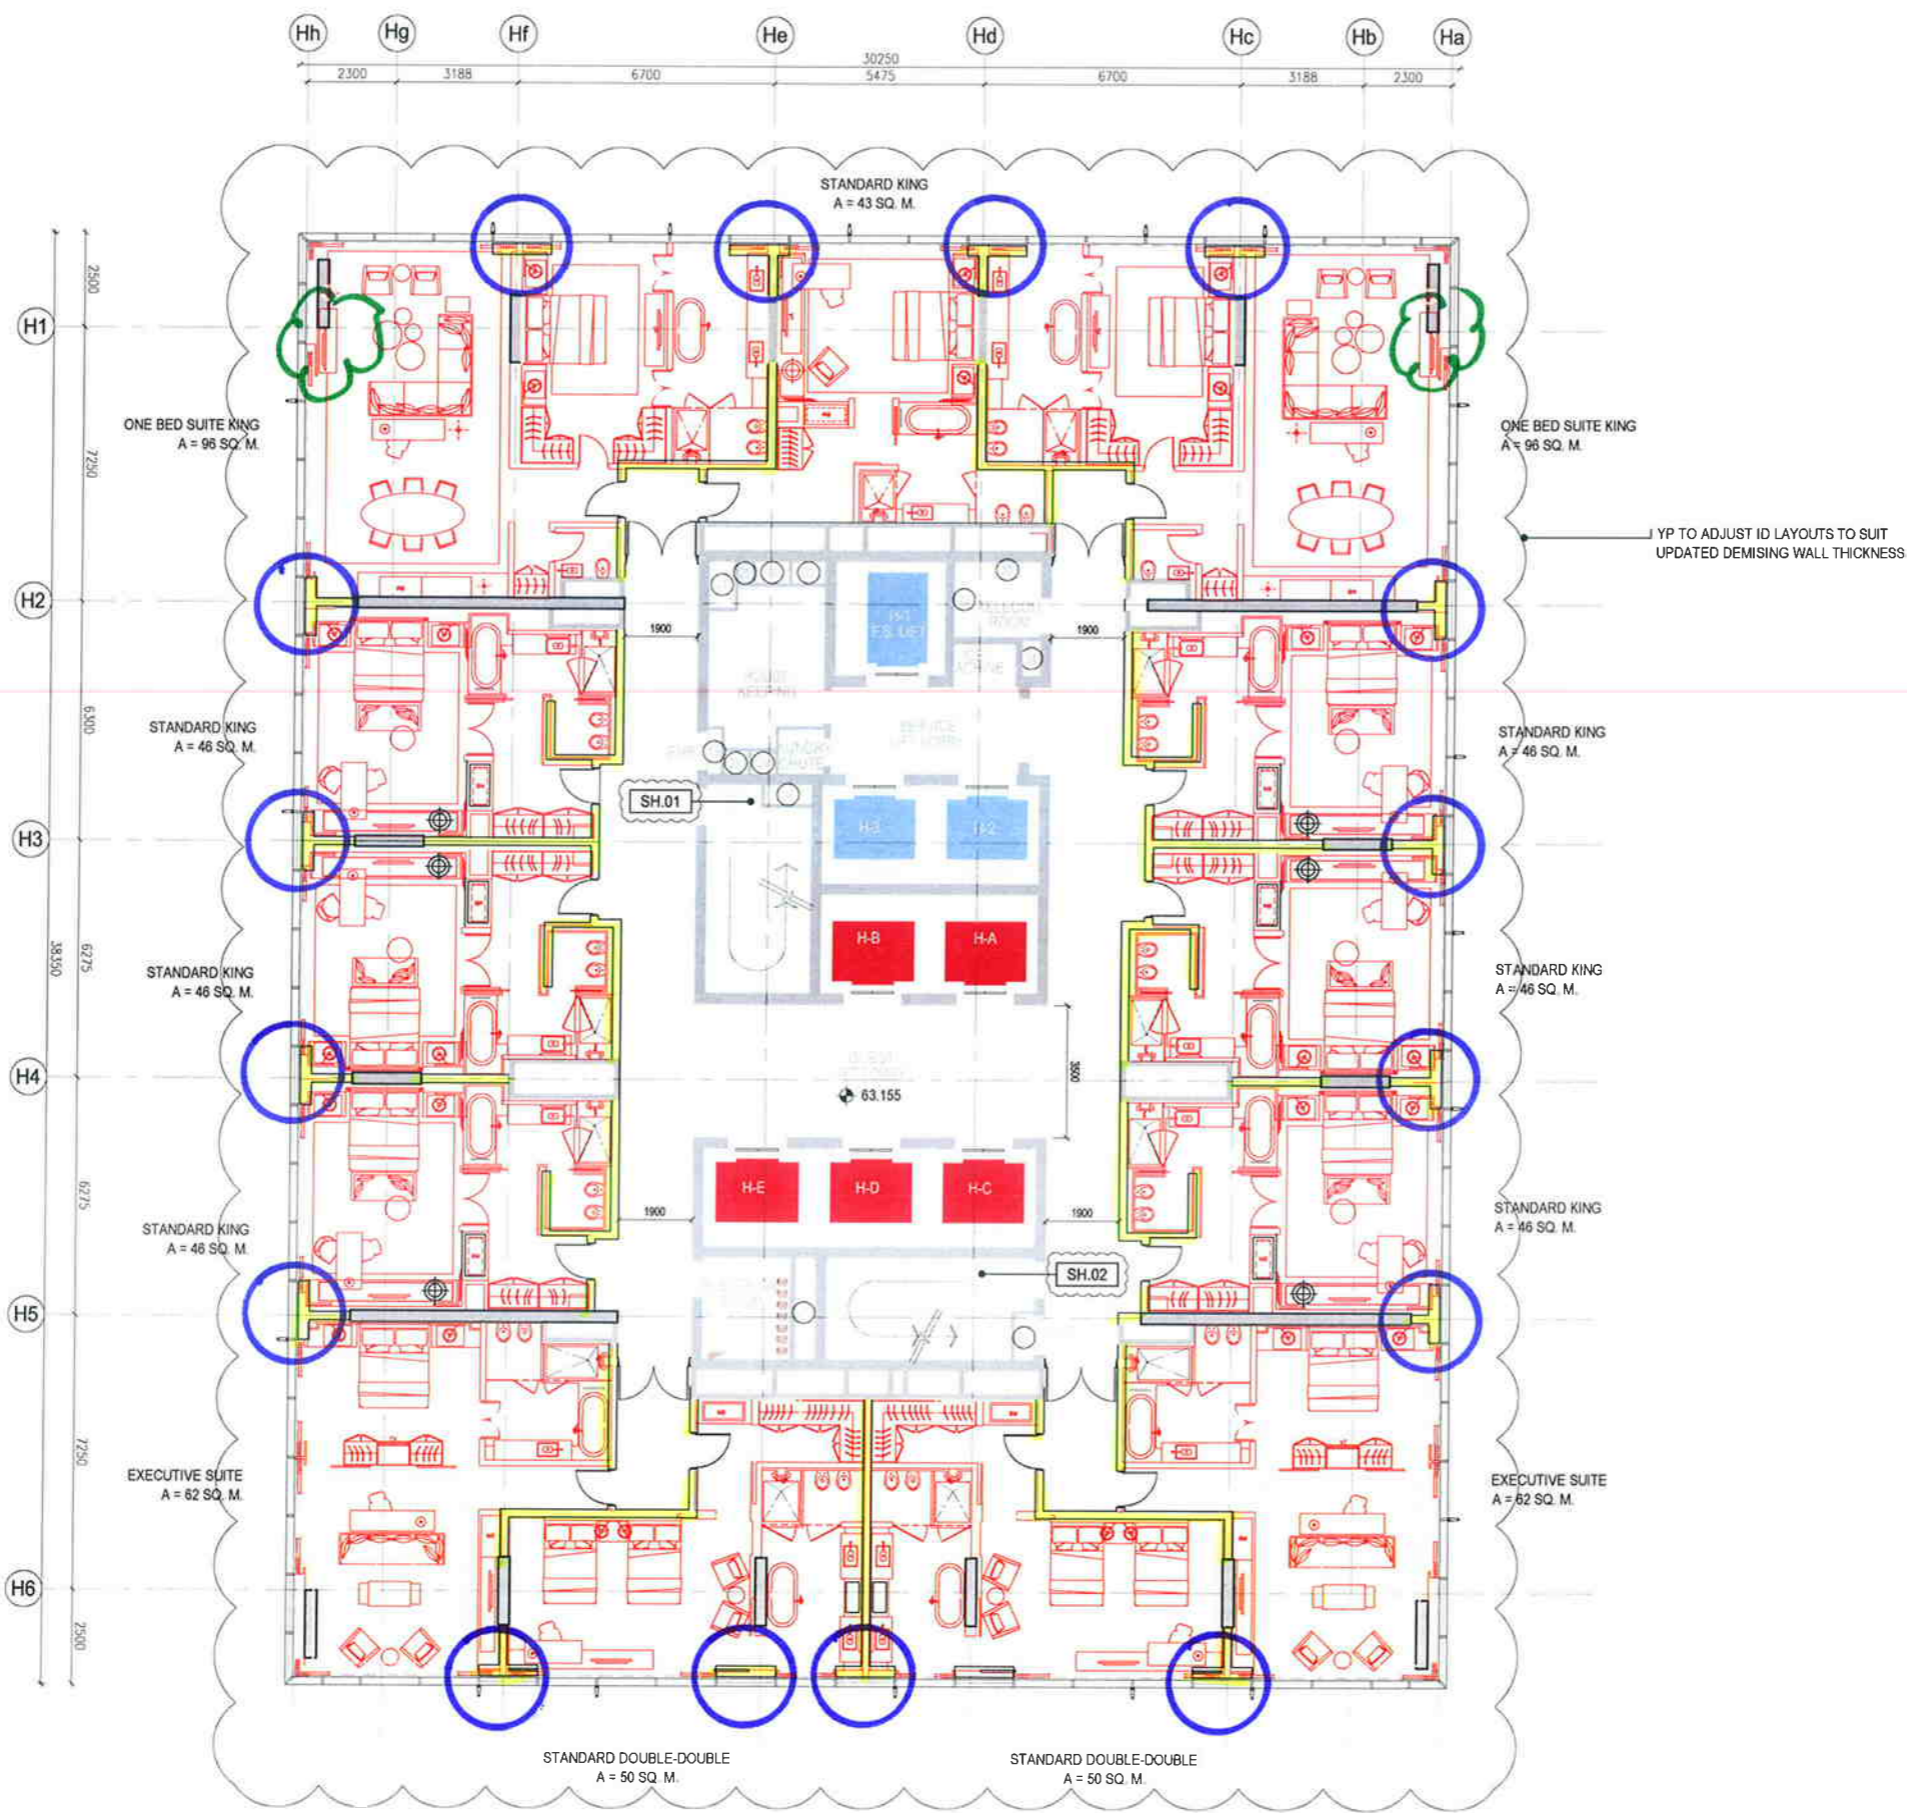 Hh Hg Hf He Hd Hc Hb Ha
30250
2300 3188 6700 5475 6700 3188 2300
STANDARD KING
A = 43 SQ. M.
2500
H1
ONE BED SUITE KING
A = 96 SQ. M.
ONE BED SUITE KING
A = 96 SQ. M.
7250
YP TO ADJUST ID LAYOUTS TO SUIT
UPDATED DEMISING WALL THICKNESS
H2
F.S. LIFT
ROOM
1900 1900
6300
STANDARD KING
A = 46 SQ. M.
STANDARD KING
A = 46 SQ. M.
SERVICE
SH.01
H3
H-3 H-2
38350
6275
H-B H-A
STANDARD KING
A = 46 SQ. M.
STANDARD KING
A = 46 SQ. M.
H4
3500
63.155
6275
H-E H-D H-C
STANDARD KING
A = 46 SQ. M.
STANDARD KING
A = 46 SQ. M.
1900 1900
SH.02
H5
7250
EXECUTIVE SUITE
A = 62 SQ. M.
EXECUTIVE SUITE
A = 62 SQ. M.
H6
2500
STANDARD DOUBLE-DOUBLE
A = 50 SQ. M.
STANDARD DOUBLE-DOUBLE
A = 50 SQ. M.